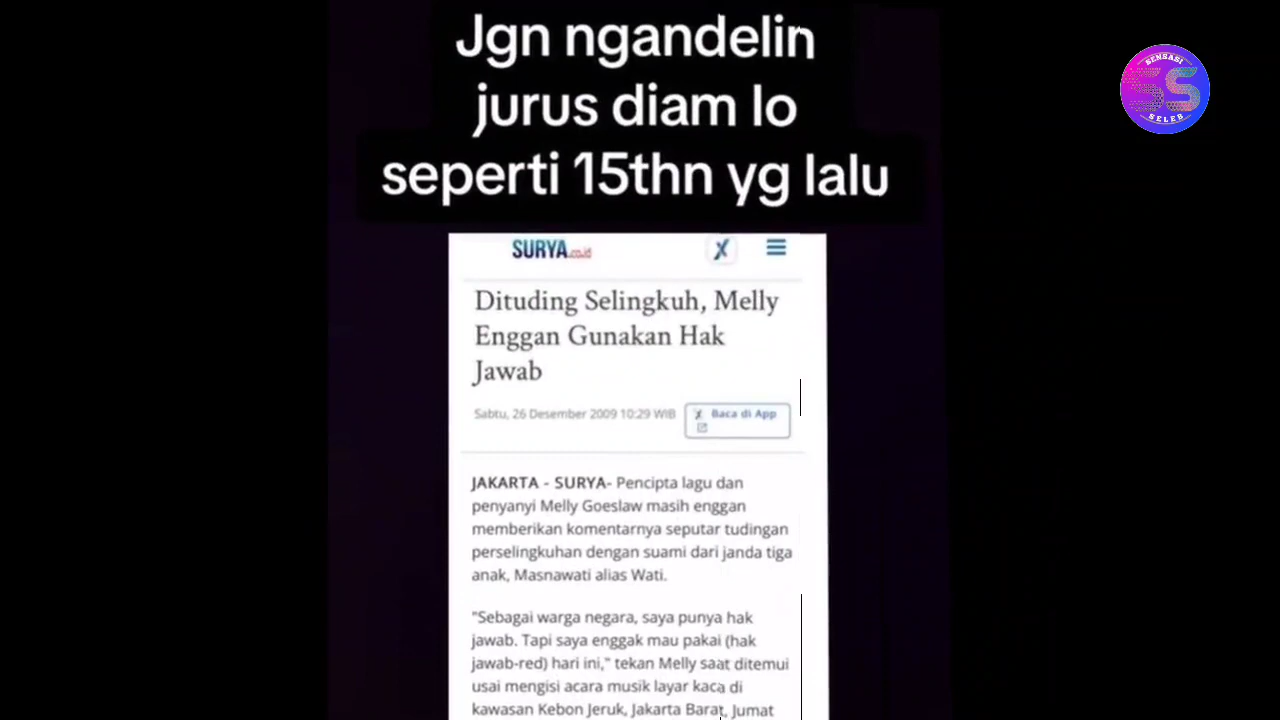 Jgn ngandelin
jurus diam lo
seperti 15thn yg lalu
SENSASI
SS
SELEB
SURYA.co.id
X
Dituding Selingkuh, Melly
Enggan Gunakan Hak
Jawab
Sabtu, 26 Desember 2009 10:29 WIB
Baca di App
JAKARTA - SURYA- Pencipta lagu dan
penyanyi Melly Goeslaw masih enggan
memberikan komentarnya seputar tudingan
perselingkuhan dengan suami dari janda tiga
anak, Masnawati alias Wati.
"Sebagai warga negara, saya punya hak
jawab. Tapi saya enggak mau pakai (hak
jawab-red) hari ini," tekan Melly saat ditemui
usai mengisi acara musik layar kaca di
kawasan Kebon Jeruk, Jakarta Barat, Jumat